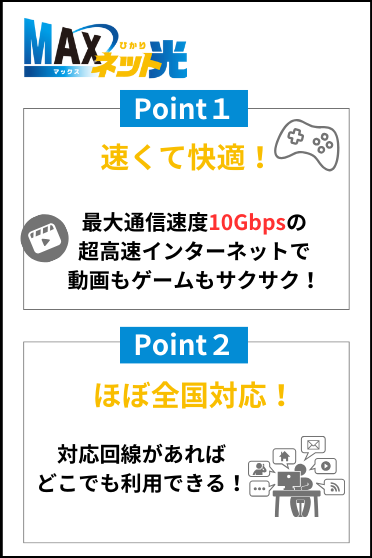 MAXネット光
マックス
ひかり
Point 1
速くて快適！
最大通信速度10Gbpsの
超高速インターネットで
動画もゲームもサクサク！
Point 2
ほぼ全国対応！
対応回線があれば
どこでも利用できる！